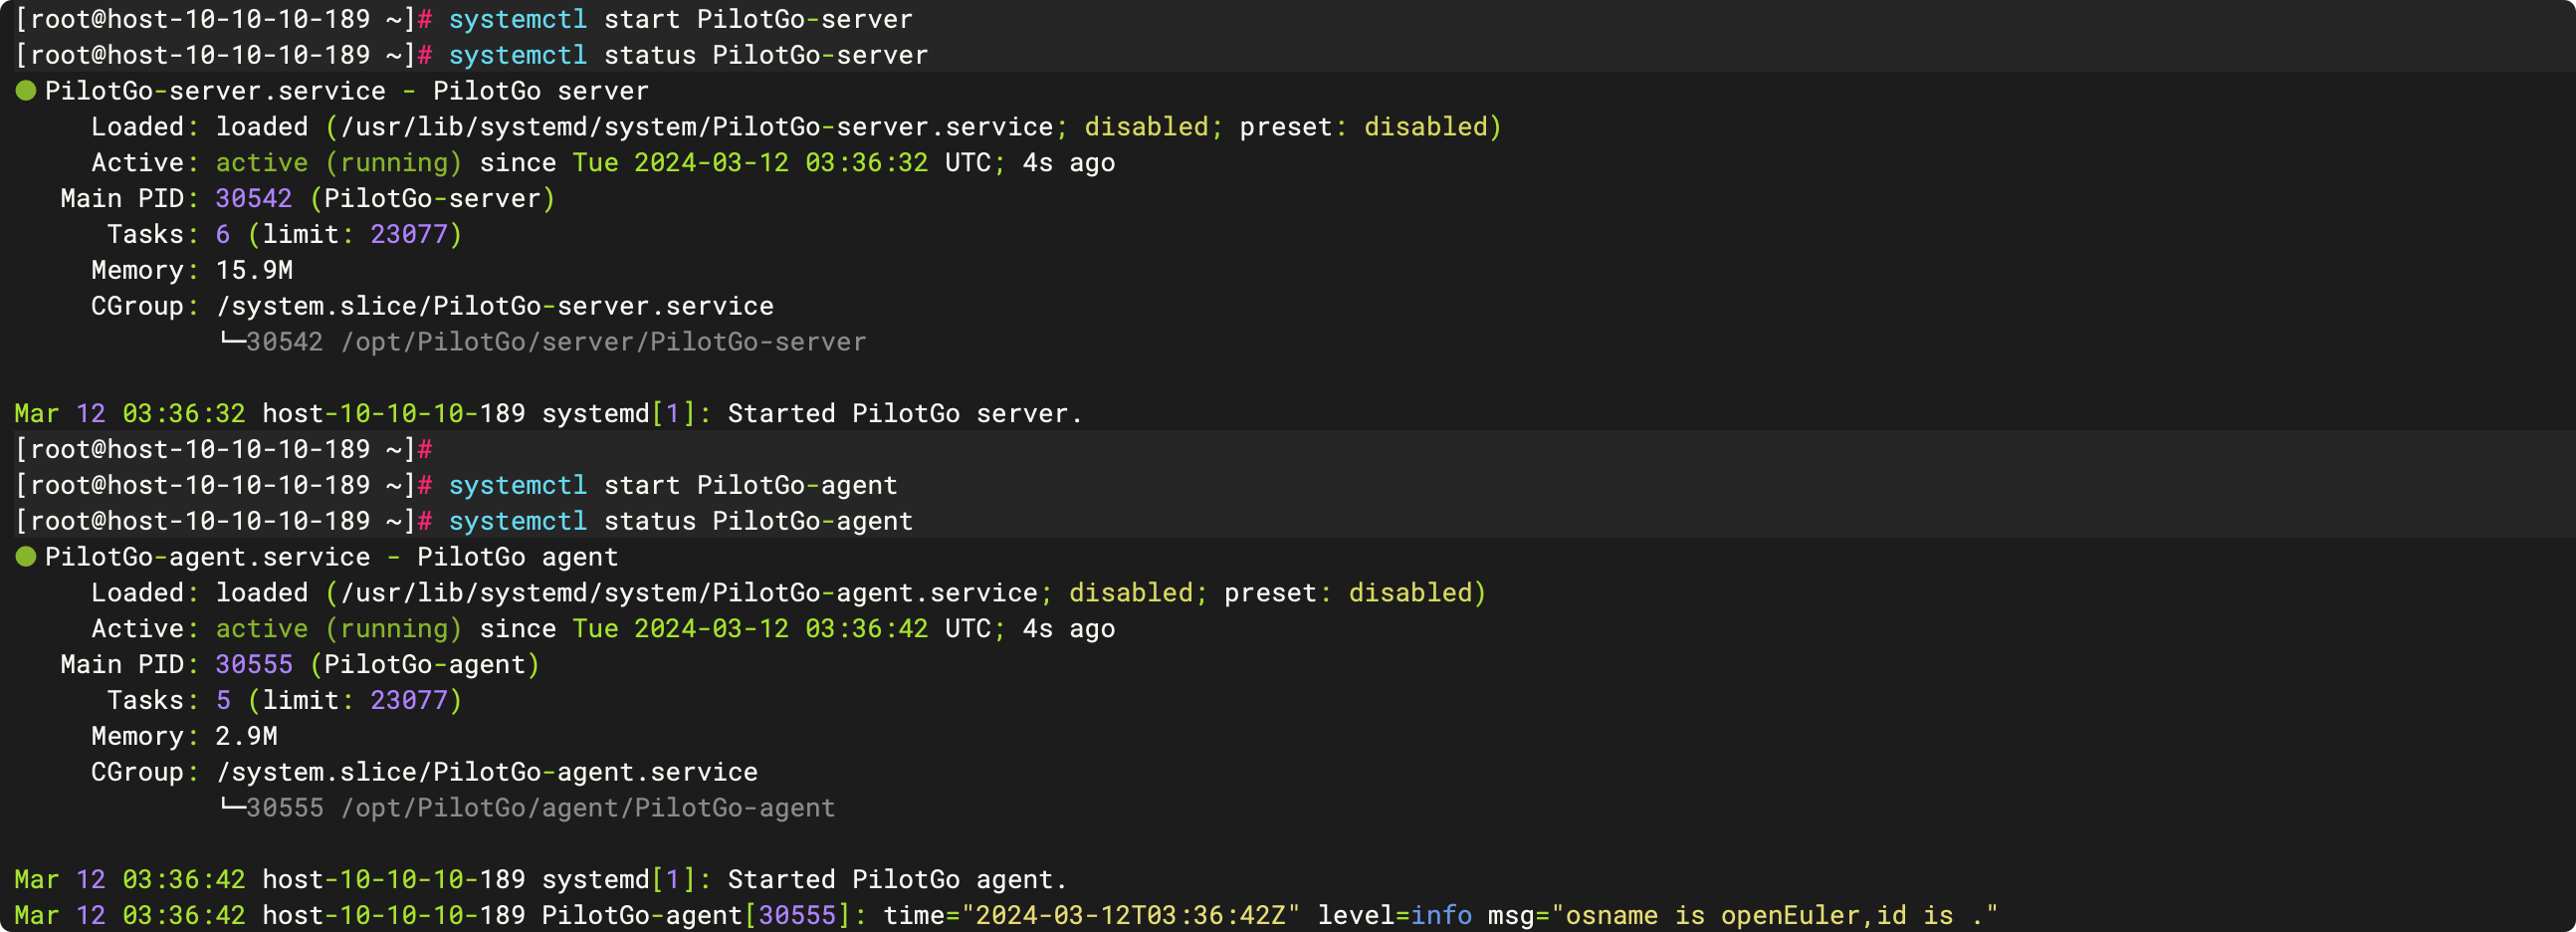 [root@host-10-10-10-189 ~]# systemctl start PilotGo-server
[root@host-10-10-10-189 ~]# systemctl status PilotGo-server
● PilotGo-server.service - PilotGo server
     Loaded: loaded (/usr/lib/systemd/system/PilotGo-server.service; disabled; preset: disabled)
     Active: active (running) since Tue 2024-03-12 03:36:32 UTC; 4s ago
   Main PID: 30542 (PilotGo-server)
      Tasks: 6 (limit: 23077)
     Memory: 15.9M
     CGroup: /system.slice/PilotGo-server.service
             └─30542 /opt/PilotGo/server/PilotGo-server

Mar 12 03:36:32 host-10-10-10-189 systemd[1]: Started PilotGo server.
[root@host-10-10-10-189 ~]#
[root@host-10-10-10-189 ~]# systemctl start PilotGo-agent
[root@host-10-10-10-189 ~]# systemctl status PilotGo-agent
● PilotGo-agent.service - PilotGo agent
     Loaded: loaded (/usr/lib/systemd/system/PilotGo-agent.service; disabled; preset: disabled)
     Active: active (running) since Tue 2024-03-12 03:36:42 UTC; 4s ago
   Main PID: 30555 (PilotGo-agent)
      Tasks: 5 (limit: 23077)
     Memory: 2.9M
     CGroup: /system.slice/PilotGo-agent.service
             └─30555 /opt/PilotGo/agent/PilotGo-agent

Mar 12 03:36:42 host-10-10-10-189 systemd[1]: Started PilotGo agent.
Mar 12 03:36:42 host-10-10-10-189 PilotGo-agent[30555]: time="2024-03-12T03:36:42Z" level=info msg="osname is openEuler,id is ."